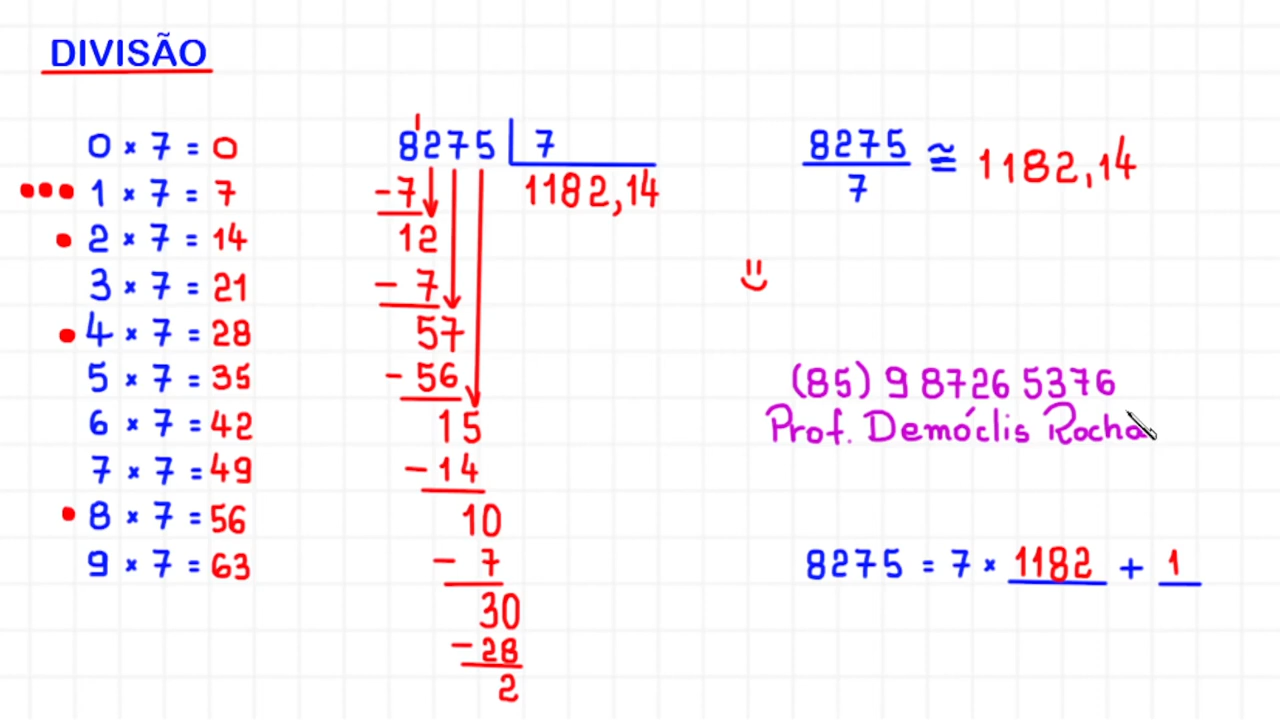 DIVISÃO
0 × 7 = 0
1 × 7 = 7
2 × 7 = 14
3 × 7 = 21
4 × 7 = 28
5 × 7 = 35
6 × 7 = 42
7 × 7 = 49
8 × 7 = 56
9 × 7 = 63
8275 | 7
1182,14
- 7
12
- 7
57
- 56
15
- 14
10
- 7
30
- 28
2
8275
7
≅ 1182,14
(85) 9 8726 5376
Prof. Demóclis Rocha
8275 = 7 × 1182 + 1